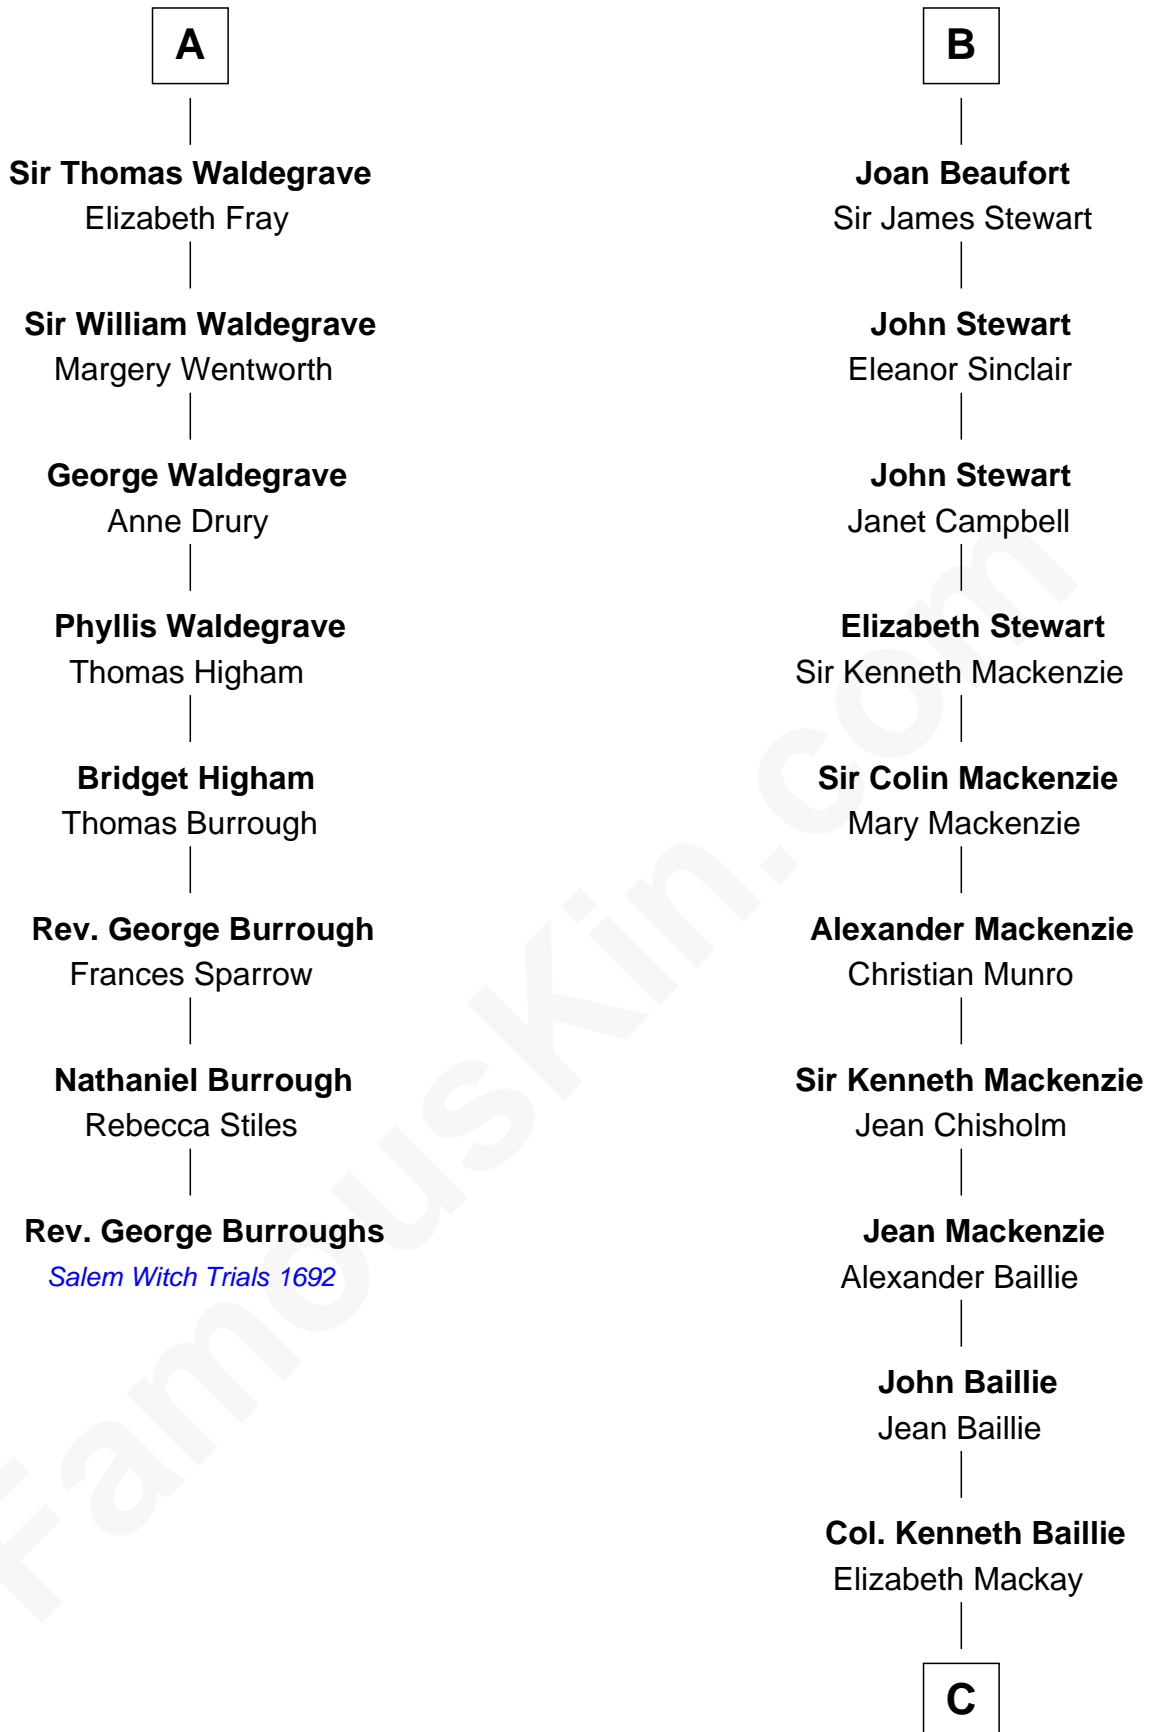 A
Sir Thomas Waldegrave
Elizabeth Fray
Sir William Waldegrave
Margery Wentworth
George Waldegrave
Anne Drury
Phyllis Waldegrave
Thomas Higham
Bridget Higham
Thomas Burrough
Rev. George Burrough
Frances Sparrow
Nathaniel Burrough
Rebecca Stiles
Rev. George Burroughs
Salem Witch Trials 1692
B
Joan Beaufort
Sir James Stewart
John Stewart
Eleanor Sinclair
John Stewart
Janet Campbell
Elizabeth Stewart
Sir Kenneth Mackenzie
Sir Colin Mackenzie
Mary Mackenzie
Alexander Mackenzie
Christian Munro
Sir Kenneth Mackenzie
Jean Chisholm
Jean Mackenzie
Alexander Baillie
John Baillie
Jean Baillie
Col. Kenneth Baillie
Elizabeth Mackay
C
FamousKin.com